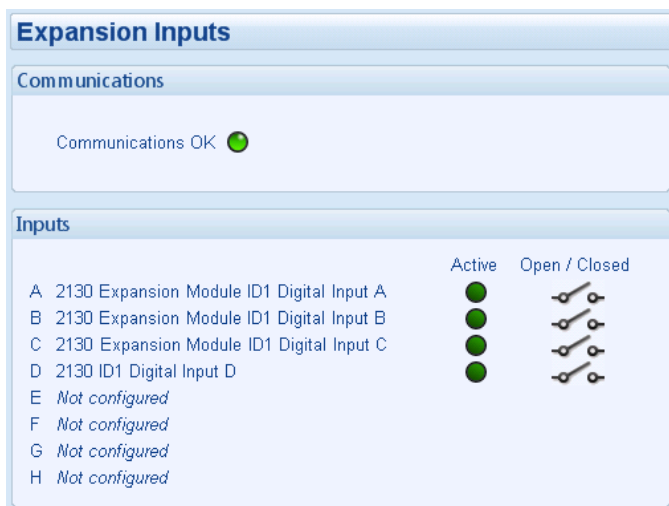 Expansion Inputs
Communications
Communications OK
Inputs
Active Open / Closed
A 2130 Expansion Module ID1 Digital Input A
B 2130 Expansion Module ID1 Digital Input B
C 2130 Expansion Module ID1 Digital Input C
D 2130 ID1 Digital Input D
E Not configured
F Not configured
G Not configured
H Not configured